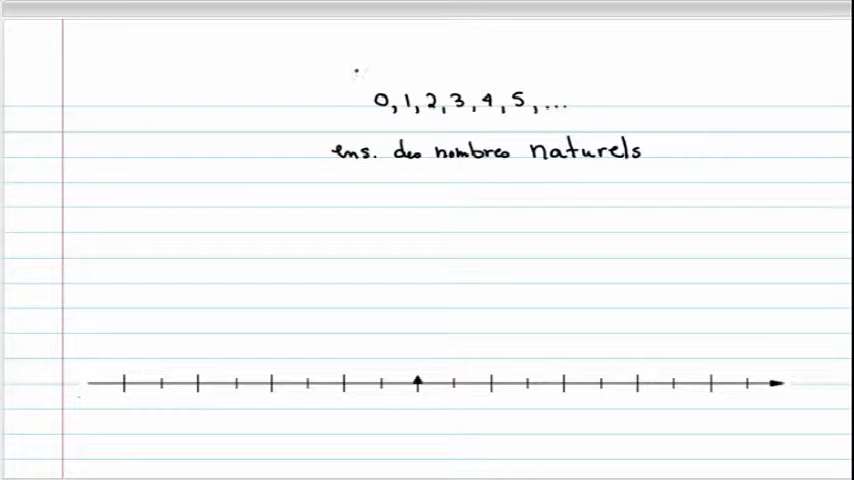 0, 1, 2, 3, 4, 5, ...
ens. des nombres naturels